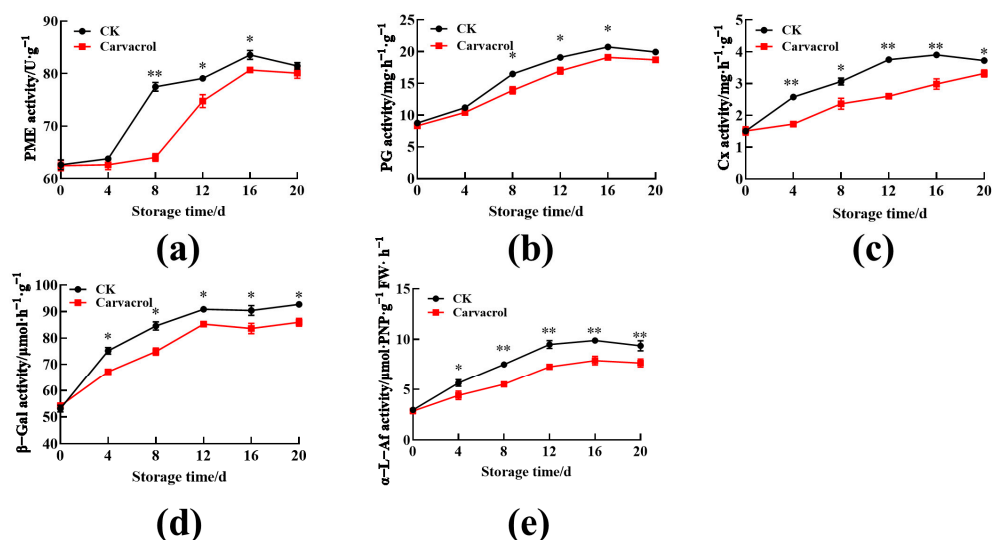 PME activity/U·g⁻¹
90
80
70
60
CK
Carvacrol
**
*
*
0 4 8 12 16 20
Storage time/d
(a)
PG activity/mg·h⁻¹·g⁻¹
25
20
15
10
5
0
CK
Carvacrol
*
*
*
0 4 8 12 16 20
Storage time/d
(b)
Cx activity/mg·h⁻¹·g⁻¹
5
4
3
2
1
0
CK
Carvacrol
**
*
**
**
*
0 4 8 12 16 20
Storage time/d
(c)
β−Gal activity/μmol·h⁻¹·g⁻¹
100
90
80
70
60
50
40
CK
Carvacrol
*
*
*
*
*
0 4 8 12 16 20
Storage time/d
(d)
α−L−Af activity/μmol·PNP·g⁻¹ FW· h⁻¹
15
10
5
0
CK
Carvacrol
*
**
**
**
**
0 4 8 12 16 20
Storage time/d
(e)